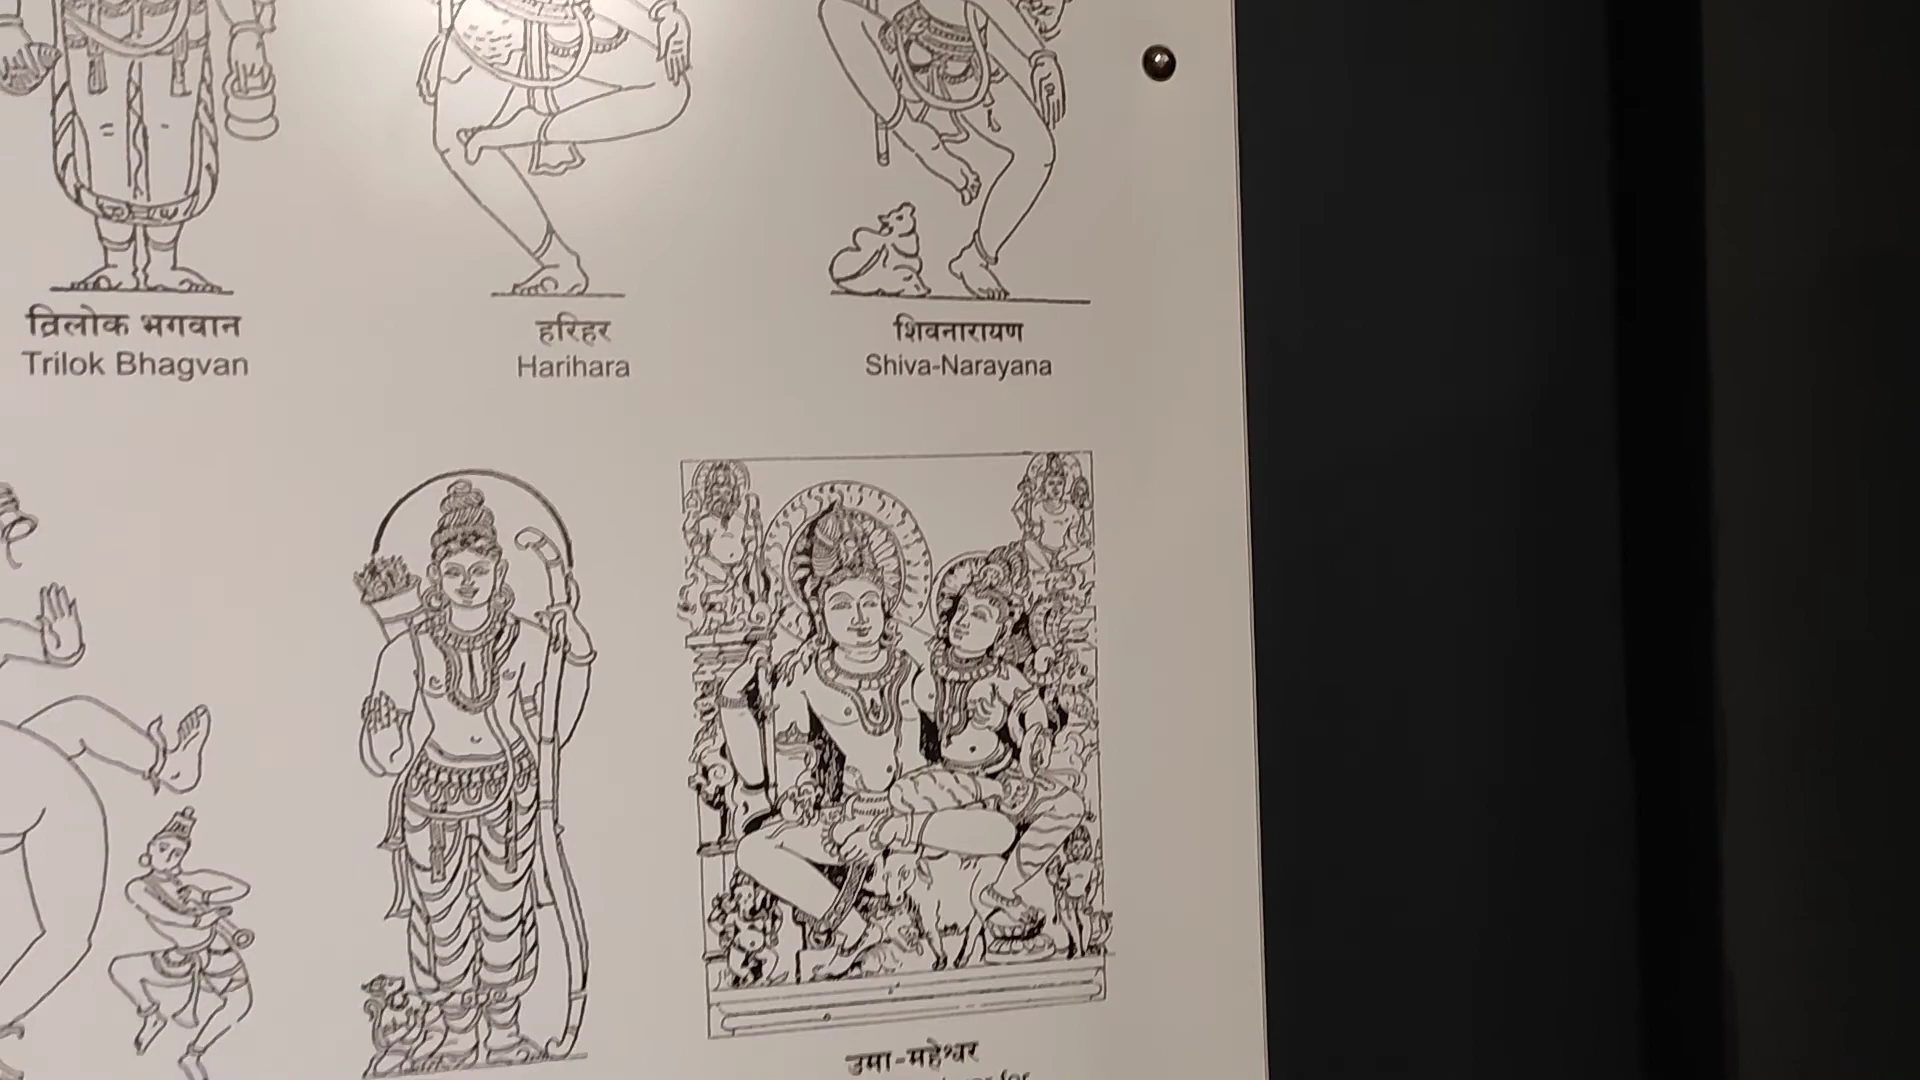 त्रिलोक भगवान
Trilok Bhagvan
हरिहर
Harihara
शिवनारायण
Shiva-Narayana
उमा-महेश्वर